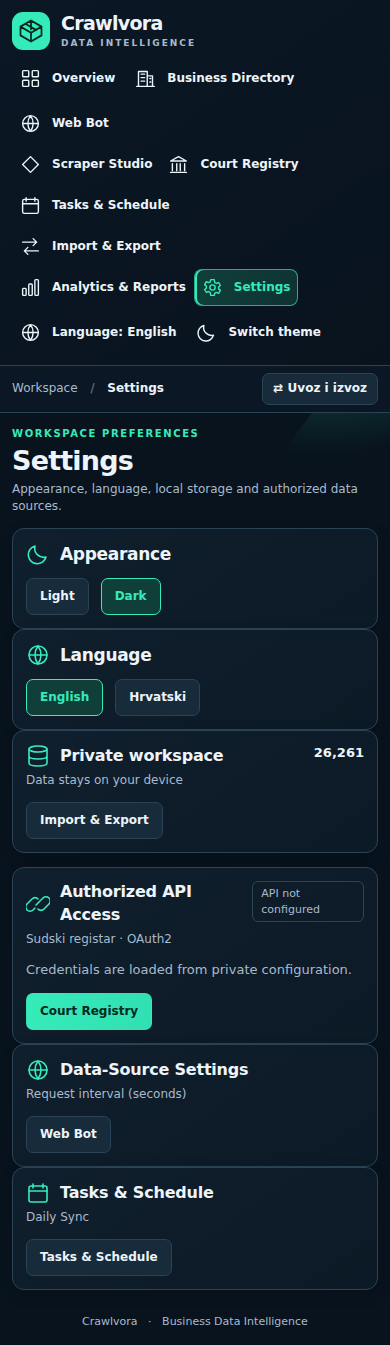 Crawlvora
DATA INTELLIGENCE
Overview Business Directory
Web Bot
Scraper Studio Court Registry
Tasks & Schedule
Import & Export
Analytics & Reports Settings
Language: English Switch theme
Workspace / Settings ⇄ Uvoz i izvoz
WORKSPACE PREFERENCES
Settings
Appearance, language, local storage and authorized data
sources.
Appearance
Light Dark
Language
English Hrvatski
Private workspace 26,261
Data stays on your device
Import & Export
Authorized API
Access
API not
configured
Sudski registar · OAuth2
Credentials are loaded from private configuration.
Court Registry
Data-Source Settings
Request interval (seconds)
Web Bot
Tasks & Schedule
Daily Sync
Tasks & Schedule
Crawlvora · Business Data Intelligence